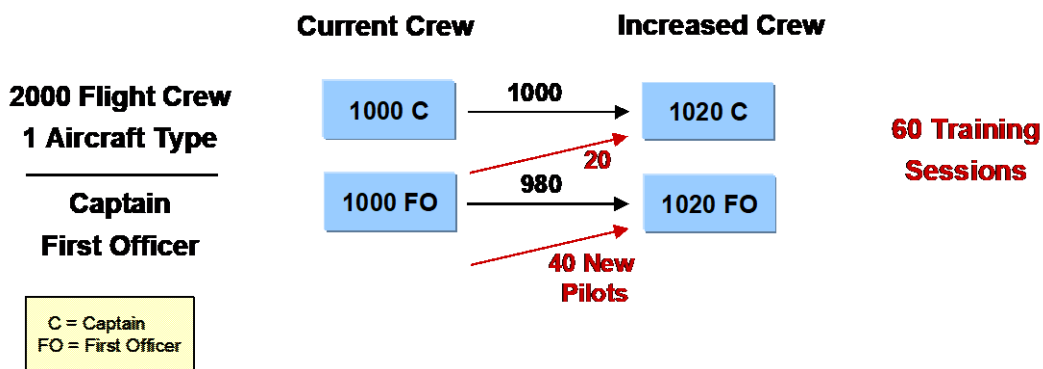 Current Crew
Increased Crew
2000 Flight Crew
1 Aircraft Type
Captain
First Officer
1000 C
1000
1020 C
20
1000 FO
980
1020 FO
40 New
Pilots
60 Training
Sessions
C = Captain
FO = First Officer